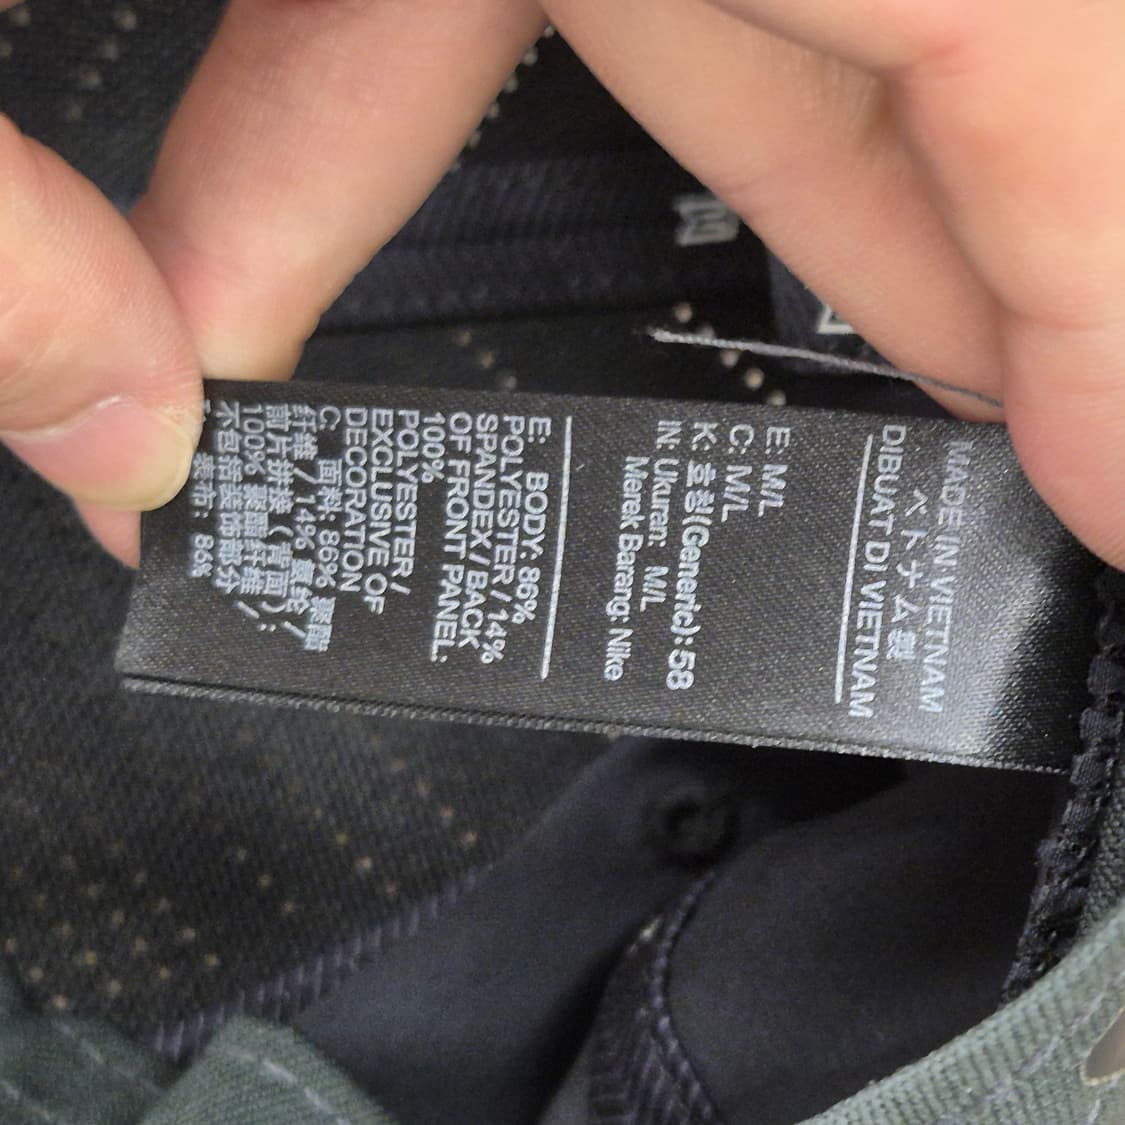 MADE IN VIETNAM
ベトナム製
DIBUAT DI VIETNAM
E: M/L
C: M/L
K: 호칭(Generic): 58
IN: Ukuran: M/L
Merek Barang: Nike
E: BODY: 86%
POLYESTER / 14%
SPANDEX / BACK
OF FRONT PANEL:
100%
POLYESTER /
EXCLUSIVE OF
DECORATION
C: 面料: 86% 聚酯
纤维 / 14% 氨纶 /
前片拼接（背面）:
100% 聚酯纤维 /
不包括装饰部分;
表布: 86%